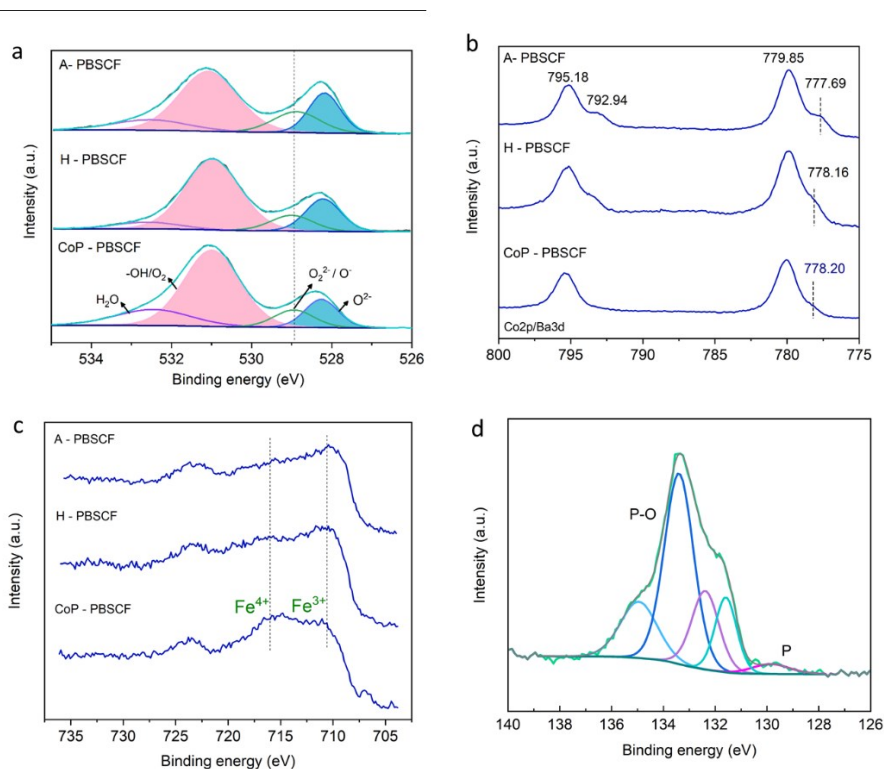 a
A- PBSCF
H - PBSCF
CoP - PBSCF
-OH/O₂
H₂O
O₂²⁻ / O⁻
O²⁻
534 532 530 528 526
Binding energy (eV)
Intensity (a.u.)
b
A- PBSCF
795.18
792.94
779.85
777.69
H - PBSCF
778.16
CoP - PBSCF
778.20
Co2p/Ba3d
800 795 790 785 780 775
Binding energy (eV)
Intensity (a.u.)
c
A - PBSCF
H - PBSCF
CoP - PBSCF
Fe⁴⁺
Fe³⁺
735 730 725 720 715 710 705
Binding energy (eV)
Intensity (a.u.)
d
P-O
P
140 138 136 134 132 130 128 126
Binding energy (eV)
Intensity (a.u.)